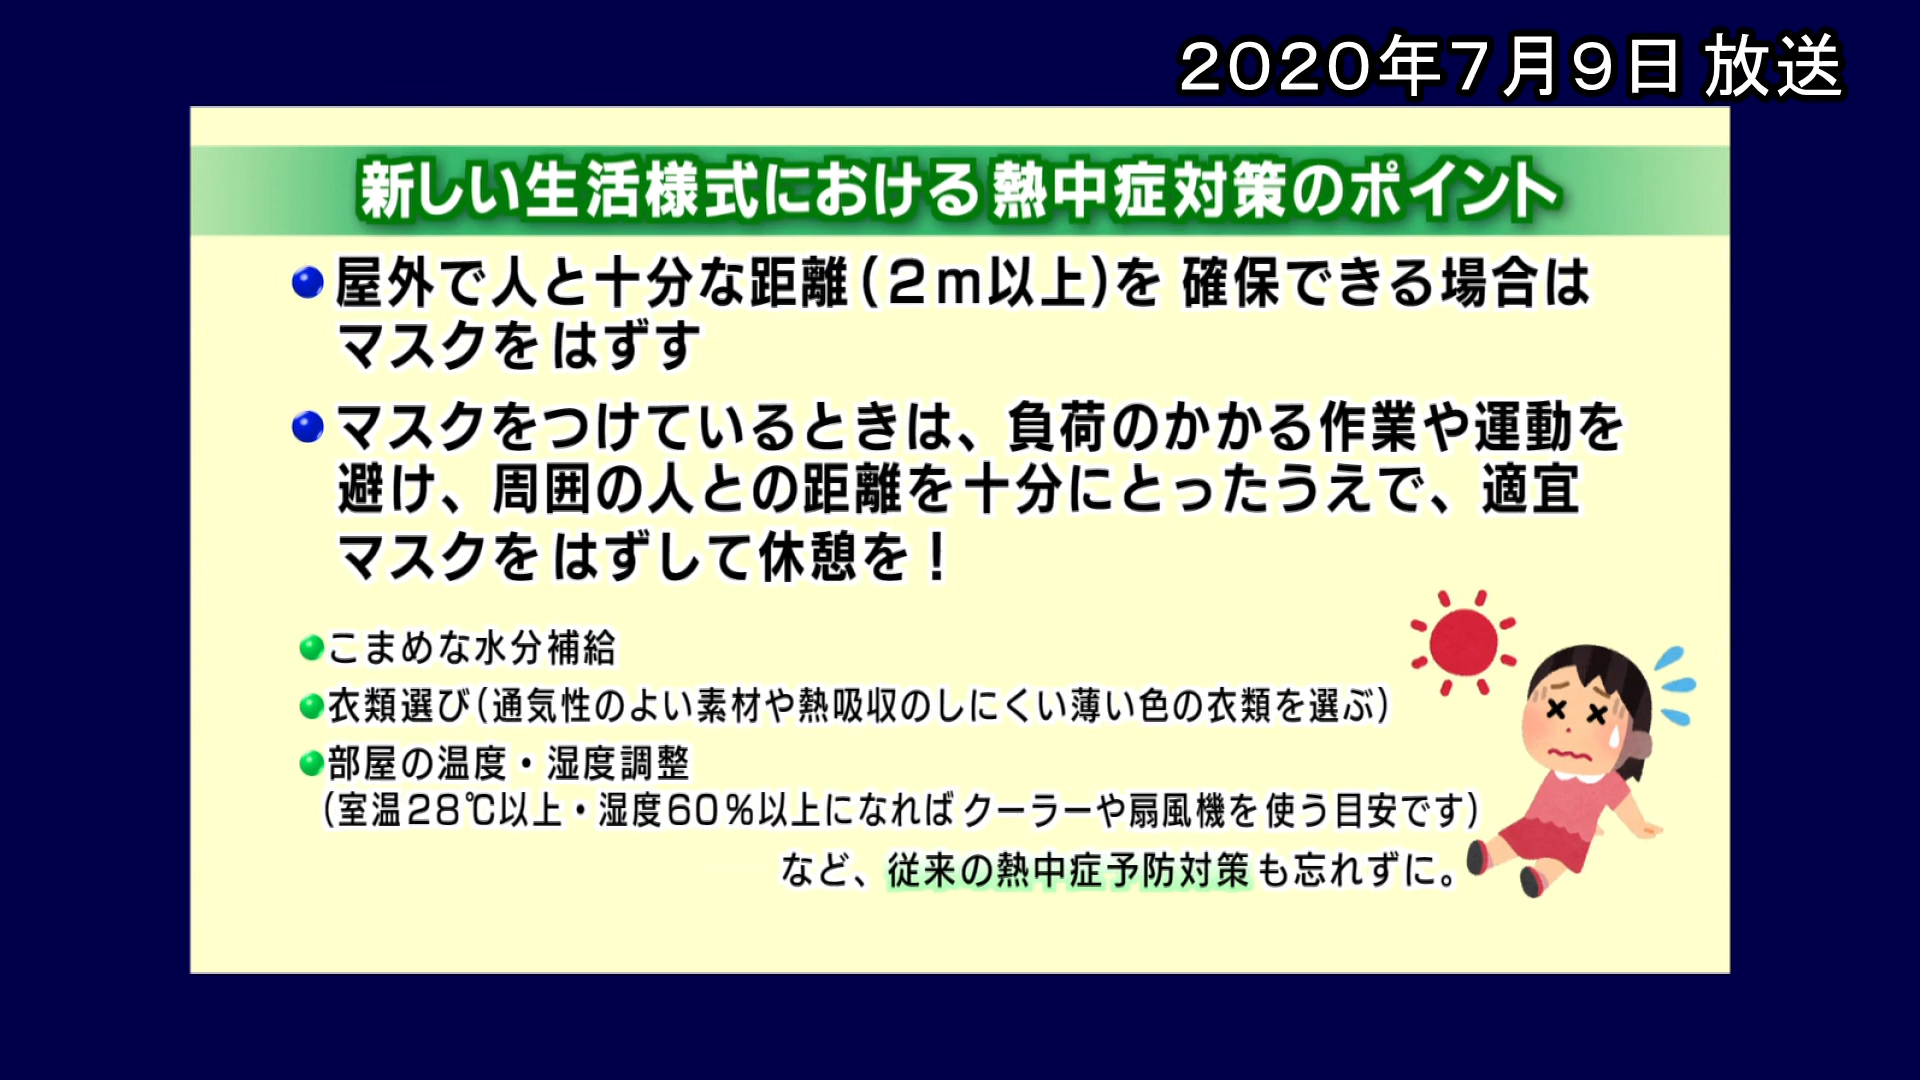 2020年7月9日 放送
新しい生活様式における熱中症対策のポイント
屋外で人と十分な距離(2m以上)を 確保できる場合は
マスクをはずす
マスクをつけているときは、負荷のかかる作業や運動を
避け、周囲の人との距離を十分にとったうえで、適宜
マスクをはずして休憩を！
こまめな水分補給
衣類選び(通気性のよい素材や熱吸収のしにくい薄い色の衣類を選ぶ)
部屋の温度・湿度調整
(室温28℃以上・湿度60％以上になればクーラーや扇風機を使う目安です)
など、従来の熱中症予防対策も忘れずに。